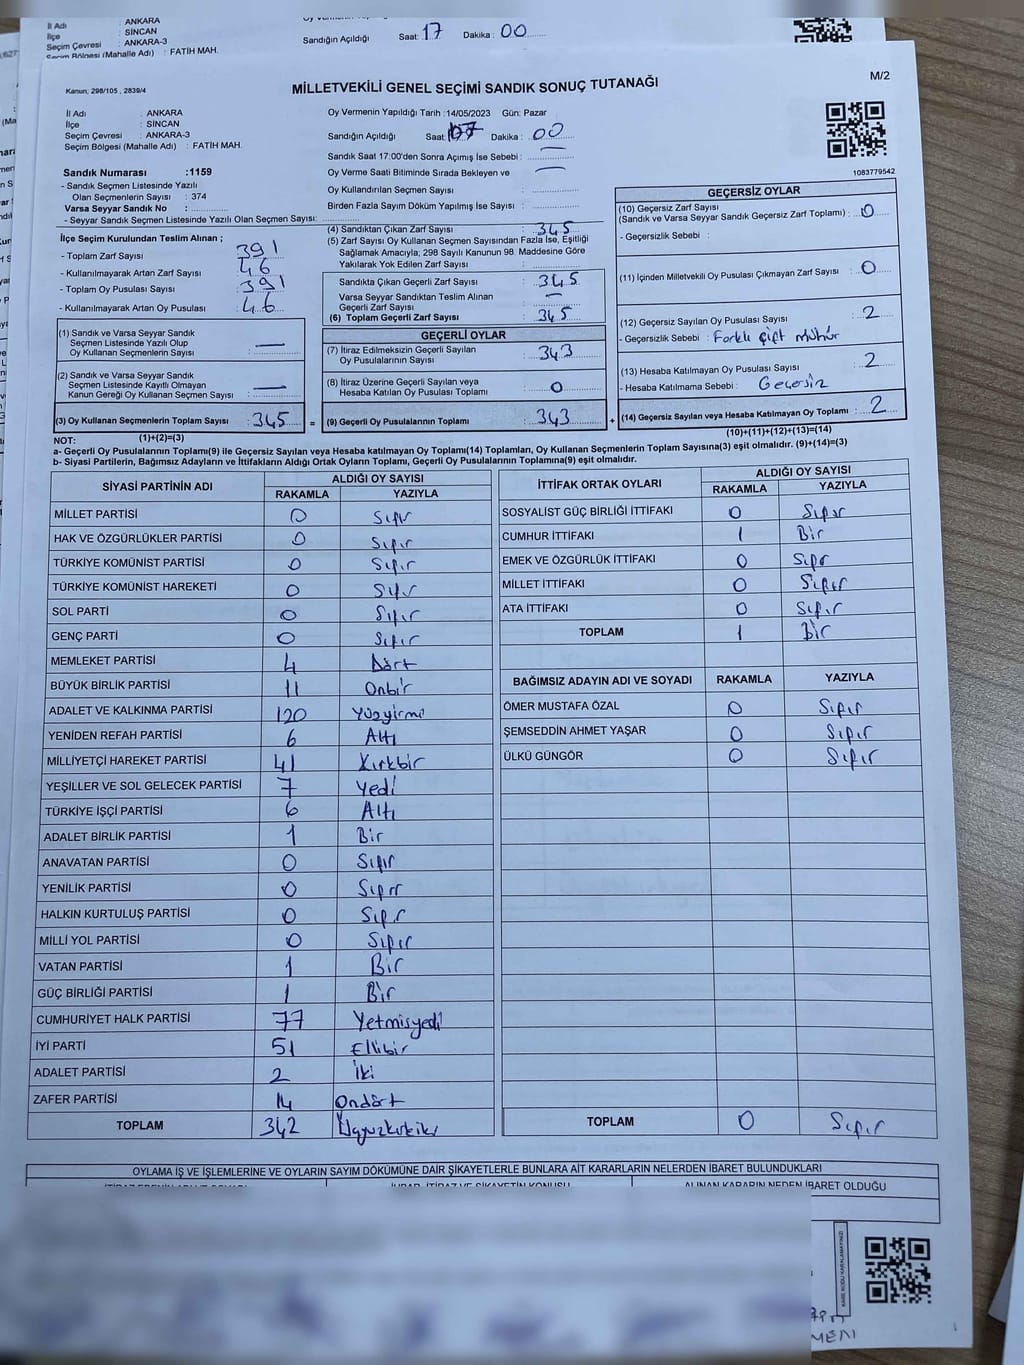 İl Adı : ANKARA
İlçe : SİNCAN
Seçim Çevresi : ANKARA-3
Seçim Bölgesi (Mahalle Adı) : FATİH MAH.
Sandığın Açıldığı Saat: 17 Dakika: 00
Kanun; 298/105 , 2839/4
MİLLETVEKİLİ GENEL SEÇİMİ SANDIK SONUÇ TUTANAĞI
M/2
İl Adı : ANKARA
İlçe : SİNCAN
Seçim Çevresi : ANKARA-3
Seçim Bölgesi (Mahalle Adı) : FATİH MAH.
Oy Vermenin Yapıldığı Tarih :14/05/2023 Gün: Pazar
Sandığın Açıldığı Saat: Dakika : 00
Sandık Saat 17:00'den Sonra Açımış İse Sebebi : —
Oy Verme Saati Bitiminde Sırada Bekleyen ve
Oy Kullandırılan Seçmen Sayısı : —
Birden Fazla Sayım Döküm Yapılmış İse Sayısı :
1083779542
Sandık Numarası :1159
- Sandık Seçmen Listesinde Yazılı
Olan Seçmenlerin Sayısı : 374
Varsa Seyyar Sandık No :
- Seyyar Sandık Seçmen Listesinde Yazılı Olan Seçmen Sayısı:
İlçe Seçim Kurulundan Teslim Alınan ;
- Toplam Zarf Sayısı : 391
- Kullanılmayarak Artan Zarf Sayısı : 46
- Toplam Oy Pusulası Sayısı : 391
- Kullanılmayarak Artan Oy Pusulası : 46
(4) Sandıktan Çıkan Zarf Sayısı : 345
(5) Zarf Sayısı Oy Kullanan Seçmen Sayısından Fazla İse, Eşitliği
Sağlamak Amacıyla; 298 Sayılı Kanunun 98. Maddesine Göre
Yakılarak Yok Edilen Zarf Sayısı :
Sandıkta Çıkan Geçerli Zarf Sayısı : 345
Varsa Seyyar Sandıktan Teslim Alınan
Geçerli Zarf Sayısı : —
(6) Toplam Geçerli Zarf Sayısı : 345
GEÇERSİZ OYLAR
(10) Geçersiz Zarf Sayısı
(Sandık ve Varsa Seyyar Sandık Geçersiz Zarf Toplamı) : 0
- Geçersizlik Sebebi :
(11) İçinden Milletvekili Oy Pusulası Çıkmayan Zarf Sayısı : 0
(12) Geçersiz Sayılan Oy Pusulası Sayısı : 2
- Geçersizlik Sebebi : Farklı çift mühür
(13) Hesaba Katılmayan Oy Pusulası Sayısı : 2
- Hesaba Katılmama Sebebi : Geçersiz
(14) Geçersiz Sayılan veya Hesaba Katılmayan Oy Toplamı : 2
(10)+(11)+(12)+(13)=(14)
(1) Sandık ve Varsa Seyyar Sandık
Seçmen Listesinde Yazılı Olup
Oy Kullanan Seçmenlerin Sayısı : —
(2) Sandık ve Varsa Seyyar Sandık
Seçmen Listesinde Kayıtlı Olmayan
Kanun Gereği Oy Kullanan Seçmen Sayısı : —
(3) Oy Kullanan Seçmenlerin Toplam Sayısı : 345 =
(1)+(2)=(3)
GEÇERLİ OYLAR
(7) İtiraz Edilmeksizin Geçerli Sayılan
Oy Pusulalarının Sayısı : 343
(8) İtiraz Üzerine Geçerli Sayılan veya
Hesaba Katılan Oy Pusulası Toplamı : 0
(9) Geçerli Oy Pusulalarının Toplamı : 343 +
NOT:
a- Geçerli Oy Pusulasının Toplamı(9) ile Geçersiz Sayılan veya Hesaba katılmayan Oy Toplamı(14) Toplamları, Oy Kullanan Seçmenlerin Toplam Sayısına(3) eşit olmalıdır. (9)+(14)=(3)
b- Siyasi Partilerin, Bağımsız Adayların ve İttifakların Aldığı Ortak Oyların Toplamı, Geçerli Oy Pusulalarının Toplamına(9) eşit olmalıdır.
SİYASİ PARTİNİN ADI ALDIĞI OY SAYISI
RAKAMLA YAZIYLA
MİLLET PARTİSİ 0 Sıfır
HAK VE ÖZGÜRLÜKLER PARTİSİ 0 Sıfır
TÜRKİYE KOMÜNİST PARTİSİ 0 Sıfır
TÜRKİYE KOMÜNİST HAREKETİ 0 Sıfır
SOL PARTİ 0 Sıfır
GENÇ PARTİ 0 Sıfır
MEMLEKET PARTİSİ 4 Dört
BÜYÜK BİRLİK PARTİSİ 11 Onbir
ADALET VE KALKINMA PARTİSİ 120 Yüzyirmi
YENİDEN REFAH PARTİSİ 6 Altı
MİLLİYETÇİ HAREKET PARTİSİ 41 Kırkbir
YEŞİLLER VE SOL GELECEK PARTİSİ 7 Yedi
TÜRKİYE İŞÇİ PARTİSİ 6 Altı
ADALET BİRLİK PARTİSİ 1 Bir
ANAVATAN PARTİSİ 0 Sıfır
YENİLİK PARTİSİ 0 Sıfır
HALKIN KURTULUŞ PARTİSİ 0 Sıfır
MİLLİ YOL PARTİSİ 0 Sıfır
VATAN PARTİSİ 1 Bir
GÜÇ BİRLİĞİ PARTİSİ 1 Bir
CUMHURİYET HALK PARTİSİ 77 Yetmisyedi
İYİ PARTİ 51 Ellibir
ADALET PARTİSİ 2 İki
ZAFER PARTİSİ 14 Ondört
TOPLAM 342
İTTİFAK ORTAK OYLARI ALDIĞI OY SAYISI
RAKAMLA YAZIYLA
SOSYALİST GÜÇ BİRLİĞİ İTTİFAKI 0 Sıfır
CUMHUR İTTİFAKI 1 Bir
EMEK VE ÖZGÜRLÜK İTTİFAKI 0 Sıfır
MİLLET İTTİFAKI 0 Sıfır
ATA İTTİFAKI 0 Sıfır
TOPLAM 1 Bir
BAĞIMSIZ ADAYIN ADI VE SOYADI RAKAMLA YAZIYLA
ÖMER MUSTAFA ÖZAL 0 Sıfır
ŞEMSEDDİN AHMET YAŞAR 0 Sıfır
ÜLKÜ GÜNGÖR 0 Sıfır
TOPLAM 0 Sıfır
OYLAMA İŞ VE İŞLEMLERİNE VE OYLARIN SAYIM DÖKÜMÜNE DAİR ŞİKAYETLERLE BUNLARA AİT KARARLARIN NELERDEN İBARET BULUNDUKLARI
ALINAN KARARIN NEDEN İBARET OLDUĞU